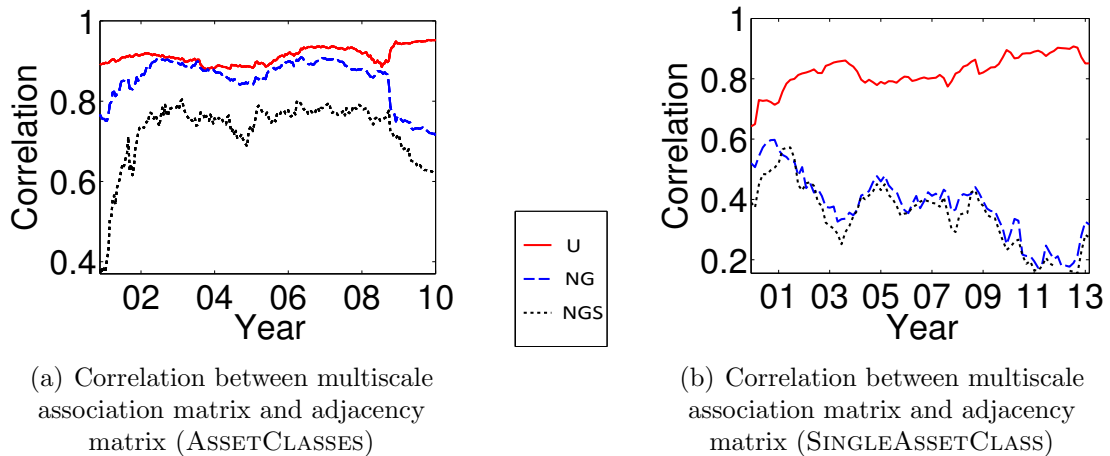 1
0.8
0.6
0.4
Correlation
02 04 06 08 10
Year
U
NG
NGS
1
0.8
0.6
0.4
0.2
Correlation
01 03 05 07 09 11 13
Year
(a) Correlation between multiscale
association matrix and adjacency
matrix (ASSETCLASSES)
(b) Correlation between multiscale
association matrix and adjacency
matrix (SINGLEASSETCLASS)